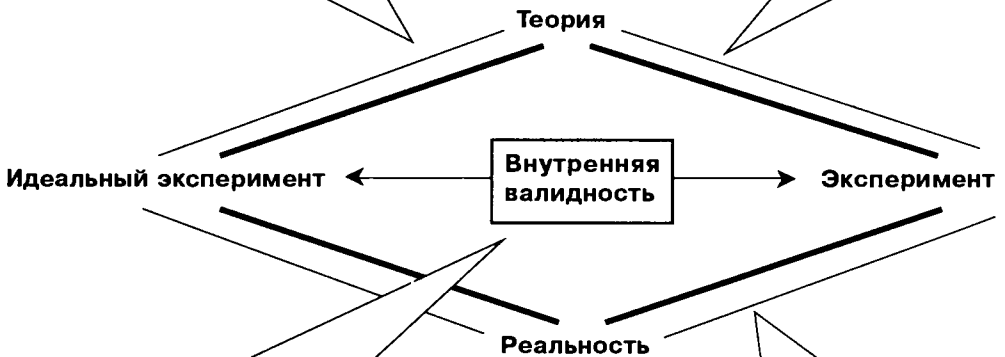 Теория
Внутренняя
валидность
Идеальный эксперимент
Эксперимент
Реальность